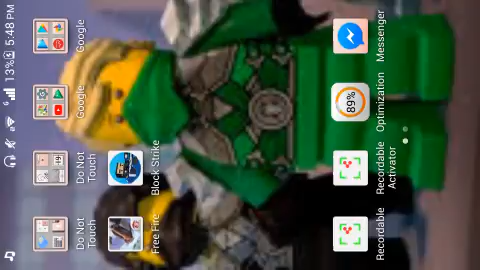 13% 5:48 PM
Do Not
Touch
Do Not
Touch
Google
Google
Free Fire
Block Strike
Recordable
Recordable
Activator
89%
Optimization
Messenger